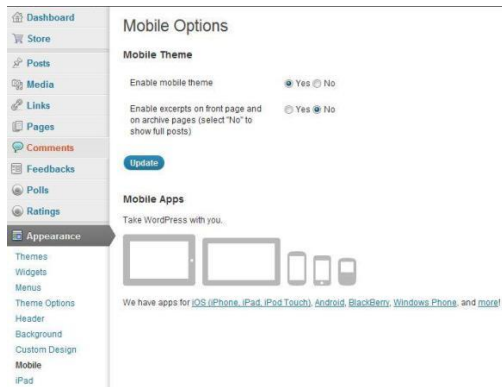 Dashboard
Store
Posts
Media
Links
Pages
Comments
Feedbacks
Polls
Ratings
Appearance
Themes
Widgets
Menus
Theme Options
Header
Background
Custom Design
Mobile
iPad
Mobile Options
Mobile Theme
Enable mobile theme
Yes No
Enable excerpts on front page and
on archive pages (select "No" to
show full posts)
Yes No
Update
Mobile Apps
Take WordPress with you.
We have apps for iOS (iPhone, iPad, iPod Touch), Android, BlackBerry, Windows Phone, and more!